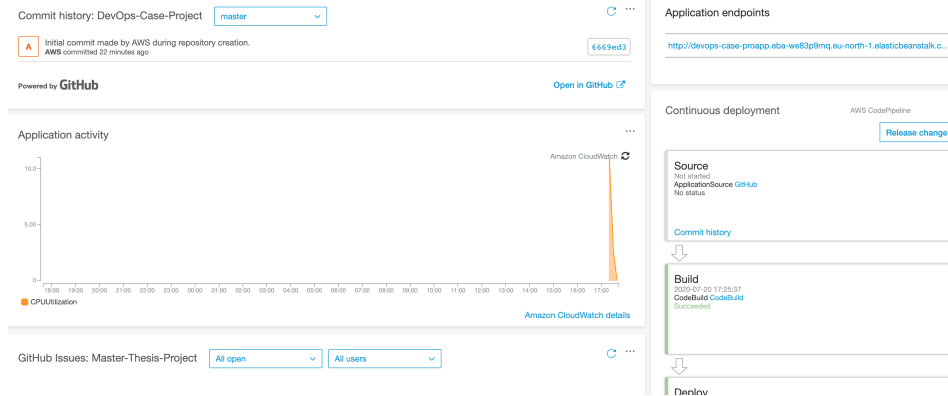 Commit history: DevOps-Case-Project master
A Initial commit made by AWS during repository creation.
AWS committed 22 minutes ago
6669ed3
Powered by GitHub
Open in GitHub
Application activity
Amazon CloudWatch
10.0
5.00
0
18:00 19:00 20:00 21:00 22:00 23:00 00:00 01:00 02:00 03:00 04:00 05:00 06:00 07:00 08:00 09:00 10:00 11:00 12:00 13:00 14:00 15:00 16:00 17:00
CPUUtilization
Amazon CloudWatch details
GitHub Issues: Master-Thesis-Project All open All users
Application endpoints
http://devops-case-proapp.eba-we83p9mq.eu-north-1.elasticbeanstalk.c...
Continuous deployment AWS CodePipeline
Release change
Source
Not started
ApplicationSource GitHub
No status
Commit history
Build
2020-07-20 17:25:37
CodeBuild CodeBuild
Succeeded
Deploy